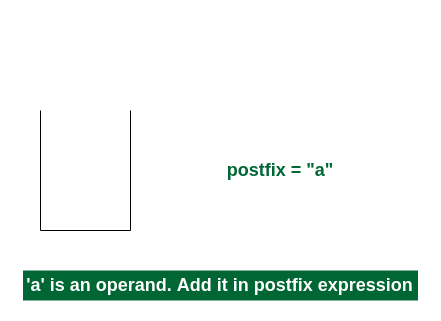 postfix = "a"
'a' is an operand. Add it in postfix expression